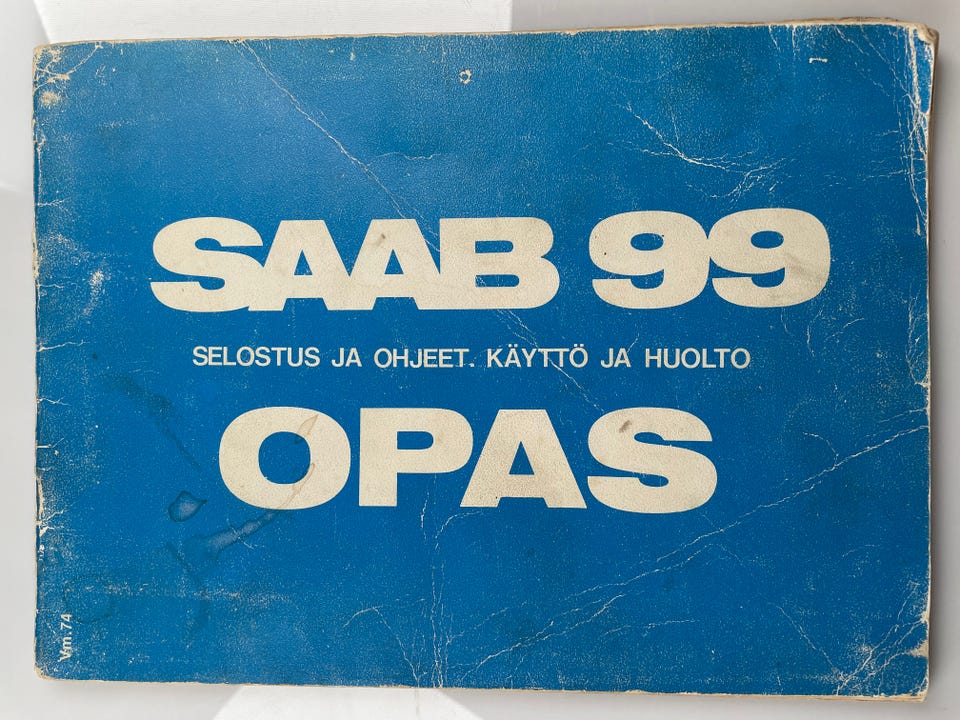 SAAB 99
SELOSTUS JA OHJEET. KÄYTTÖ JA HUOLTO
OPAS
Vm.74